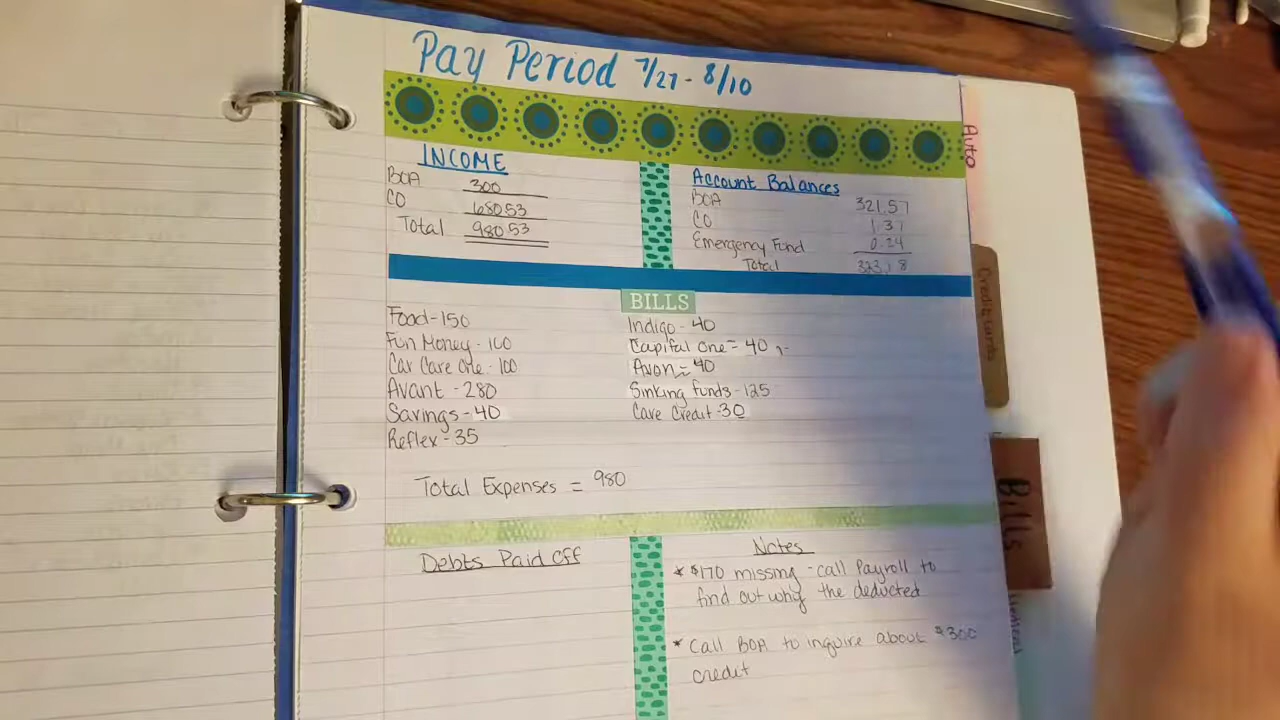 Pay Period 7/27 - 8/10
INCOME
BOA 300
CO 680.53
Total 980.53
Account Balances
BOA 321.57
CO 1.37
Emergency Fund 0.24
Total 323.18
BILLS
Food - 150
Fun Money - 100
Car Care One - 100
Avant - 280
Savings - 40
Reflex - 35
Indigo - 40
Capital One = 40
Avon = 40
Sinking funds - 125
Care Credit - 30
Total Expenses = 980
Debts Paid Off
Notes
* $170 missing - call Payroll to
find out why the deducted
* Call BOA to inquire about $300
credit
Auto
Credit Cards
Bills